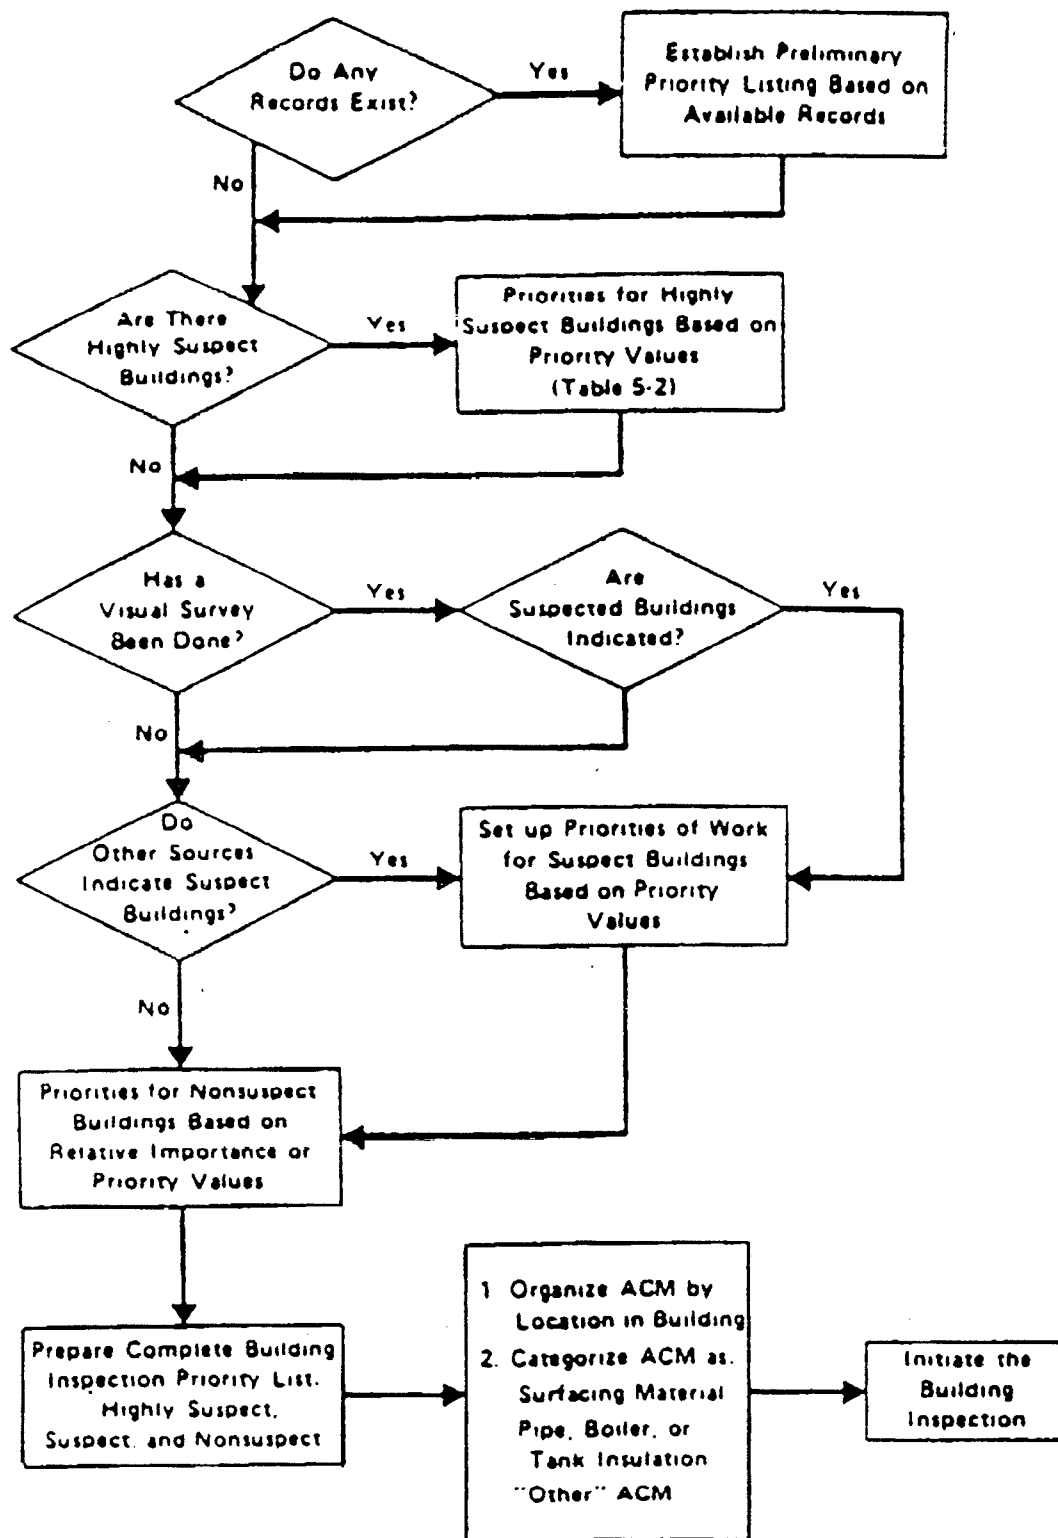 Do Any
Records Exist?
Yes
Establish Preliminary
Priority Listing Based on
Available Records
No
Are There
Highly Suspect
Buildings?
Yes
Priorities for Highly
Suspect Buildings Based on
Priority Values
(Table 5-2)
No
Has a
Visual Survey
Been Done?
Yes
Are
Suspected Buildings
Indicated?
Yes
No
Do
Other Sources
Indicate Suspect
Buildings?
Yes
Set up Priorities of Work
for Suspect Buildings
Based on Priority
Values
No
Priorities for Nonsuspect
Buildings Based on
Relative Importance or
Priority Values
Prepare Complete Building
Inspection Priority List.
Highly Suspect,
Suspect, and Nonsuspect
1 Organize ACM by
Location in Building
2. Categorize ACM as.
Surfacing Material
Pipe, Boiler, or
Tank Insulation
"Other" ACM
Initiate the
Building
Inspection